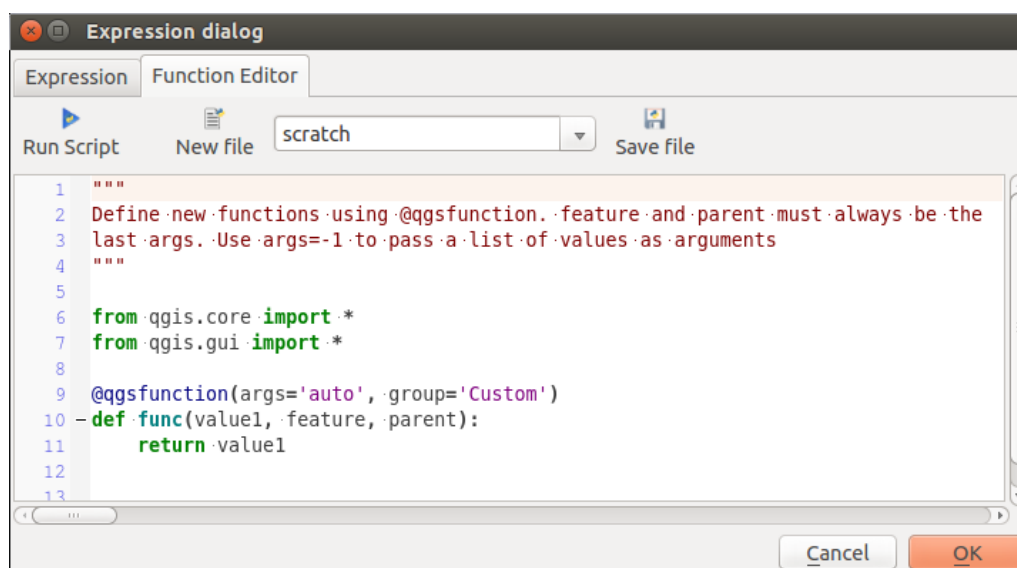 Expression dialog
Expression
Function Editor
Run Script
New file
scratch
Save file
1 """
2 Define new functions using @qgsfunction. feature and parent must always be the
3 last args. Use args=-1 to pass a list of values as arguments
4 """
5
6 from qgis.core import *
7 from qgis.gui import *
8
9 @qgsfunction(args='auto', group='Custom')
10 def func(value1, feature, parent):
11     return value1
12
13
Cancel
OK